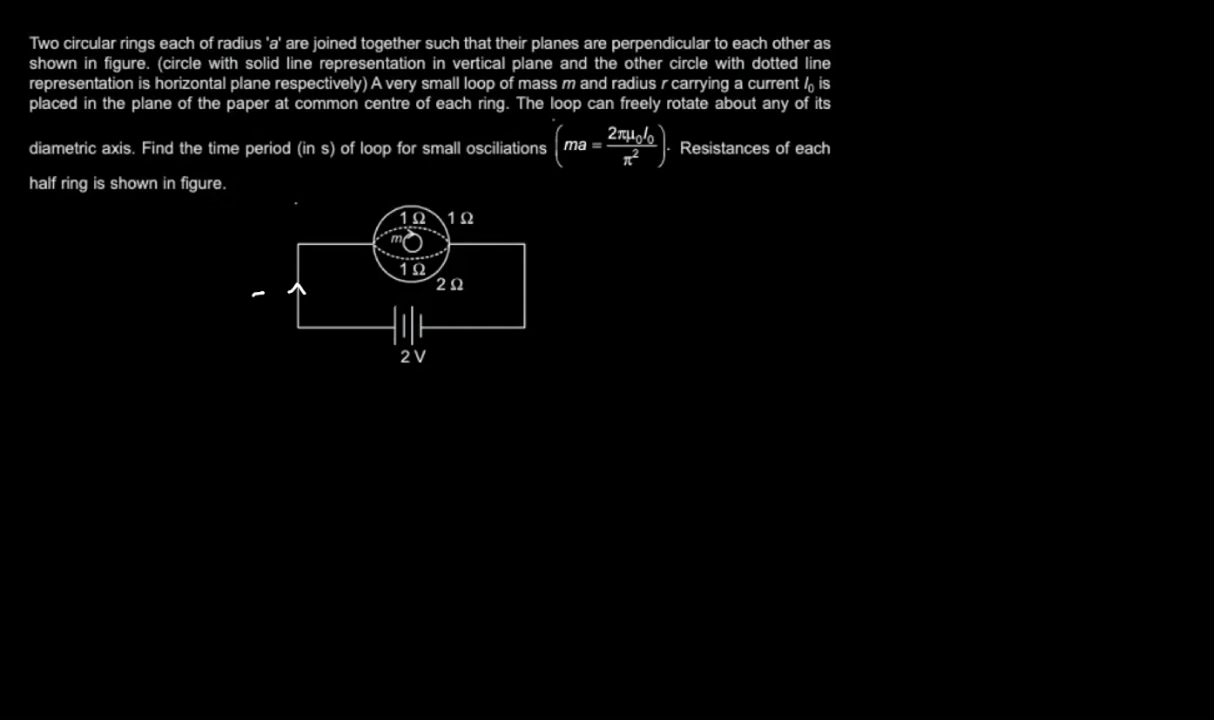 Two circular rings each of radius 'a' are joined together such that their planes are perpendicular to each other as
shown in figure. (circle with solid line representation in vertical plane and the other circle with dotted line
representation is horizontal plane respectively) A very small loop of mass m and radius r carrying a current I₀ is
placed in the plane of the paper at common centre of each ring. The loop can freely rotate about any of its
diametric axis. Find the time period (in s) of loop for small osciliations (ma = 2πμ₀I₀/π²). Resistances of each
half ring is shown in figure.
1 Ω 1 Ω
m
1 Ω
2 Ω
2 V